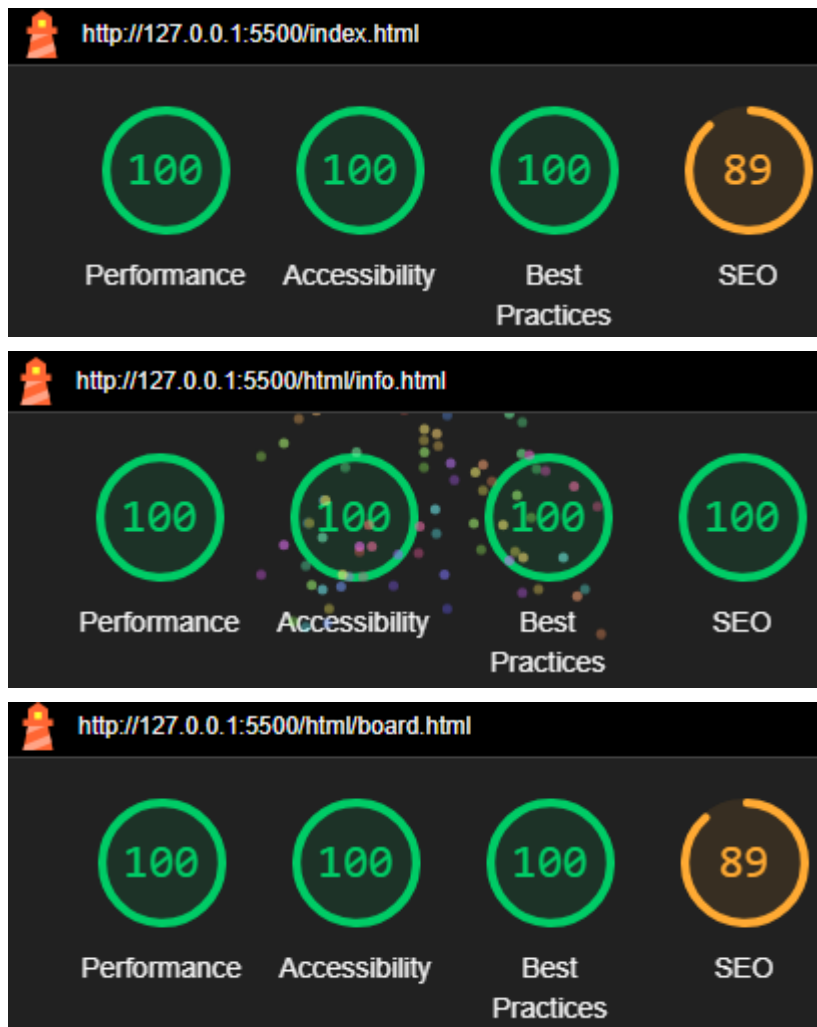 http://127.0.0.1:5500/index.html
100 100 100 89
Performance Accessibility Best SEO
Practices
http://127.0.0.1:5500/html/info.html
100 100 100 100
Performance Accessibility Best SEO
Practices
http://127.0.0.1:5500/html/board.html
100 100 100 89
Performance Accessibility Best SEO
Practices